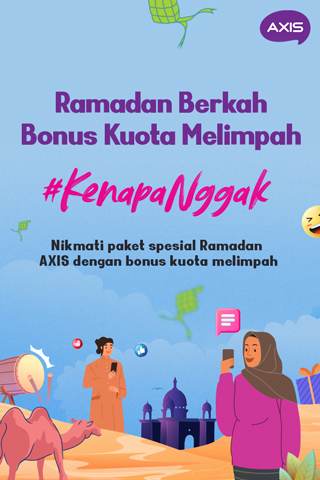 AXIS
Ramadan Berkah
Bonus Kuota Melimpah
#KenapaNggak
Nikmati paket spesial Ramadan
AXIS dengan bonus kuota melimpah